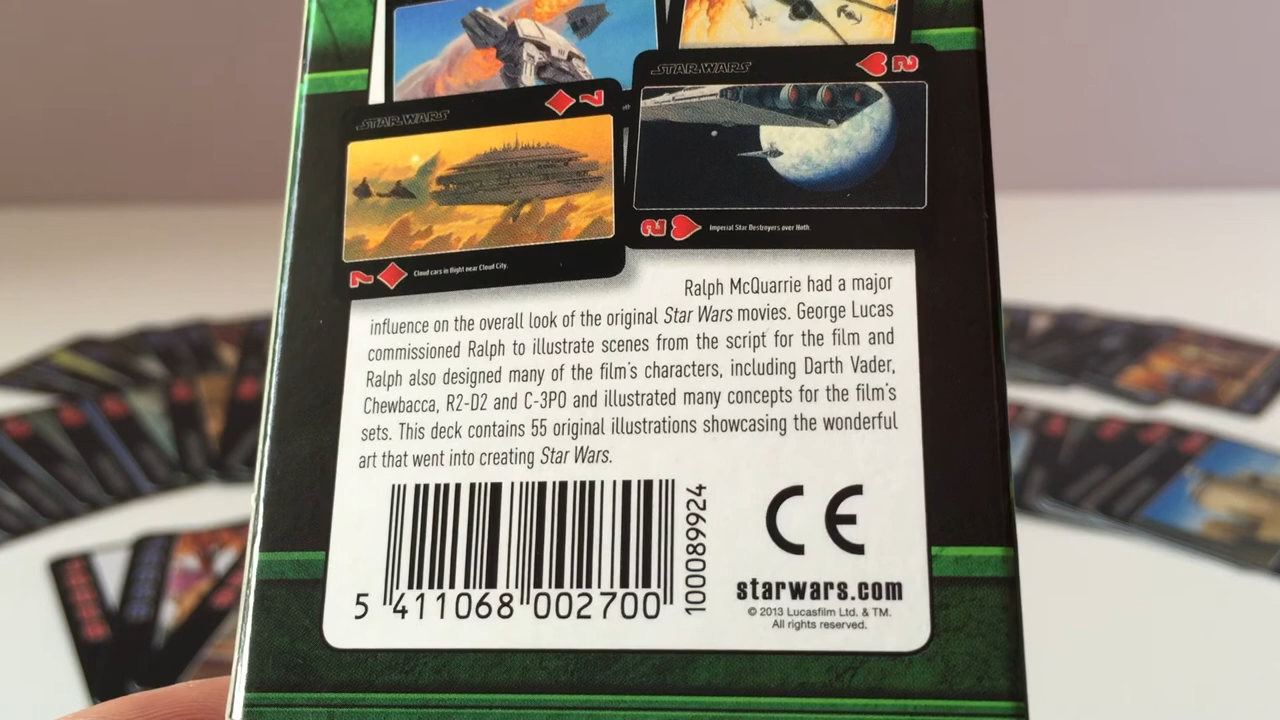 STAR.WARS
2
STAR.WARS
7
2
Imperial Star Destroyers over Hoth.
7
Cloud cars in flight near Cloud City.
Ralph McQuarrie had a major
influence on the overall look of the original Star Wars movies. George Lucas
commissioned Ralph to illustrate scenes from the script for the film and
Ralph also designed many of the film's characters, including Darth Vader,
Chewbacca, R2-D2 and C-3PO and illustrated many concepts for the film's
sets. This deck contains 55 original illustrations showcasing the wonderful
art that went into creating Star Wars.
5 411068 002700
100089924
CE
starwars.com
© 2013 Lucasfilm Ltd. & TM.
All rights reserved.